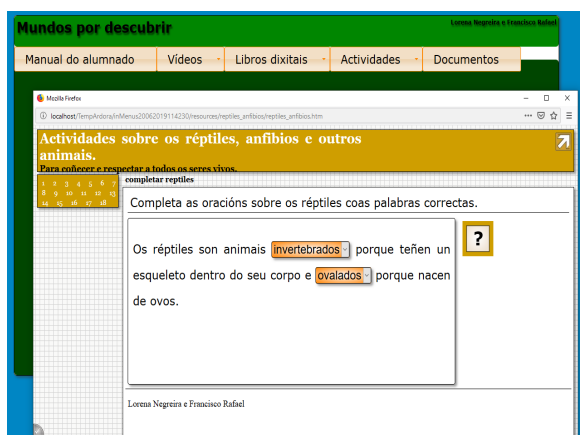 Mundos por descubrir
Lorena Negreira e Francisco Rafael
Manual do alumnado Vídeos Libros dixitais Actividades Documentos
Mozilla Firefox
localhost/TempArdora/inMenus20062019114230/resources/reptiles_anfibios/reptiles_anfibios.htm
Actividades sobre os réptiles, anfibios e outros
animais.
Para coñecer e respectar a todos os seres vivos.
1 2 3 4 5 6 7
8 9 10 11 12 13
14 15 16 17 18
completar reptiles
Completa as oracións sobre os réptiles coas palabras correctas.
Os réptiles son animais invertebrados porque teñen un
esqueleto dentro do seu corpo e ovalados porque nacen
de ovos.
?
Lorena Negreira e Francisco Rafael